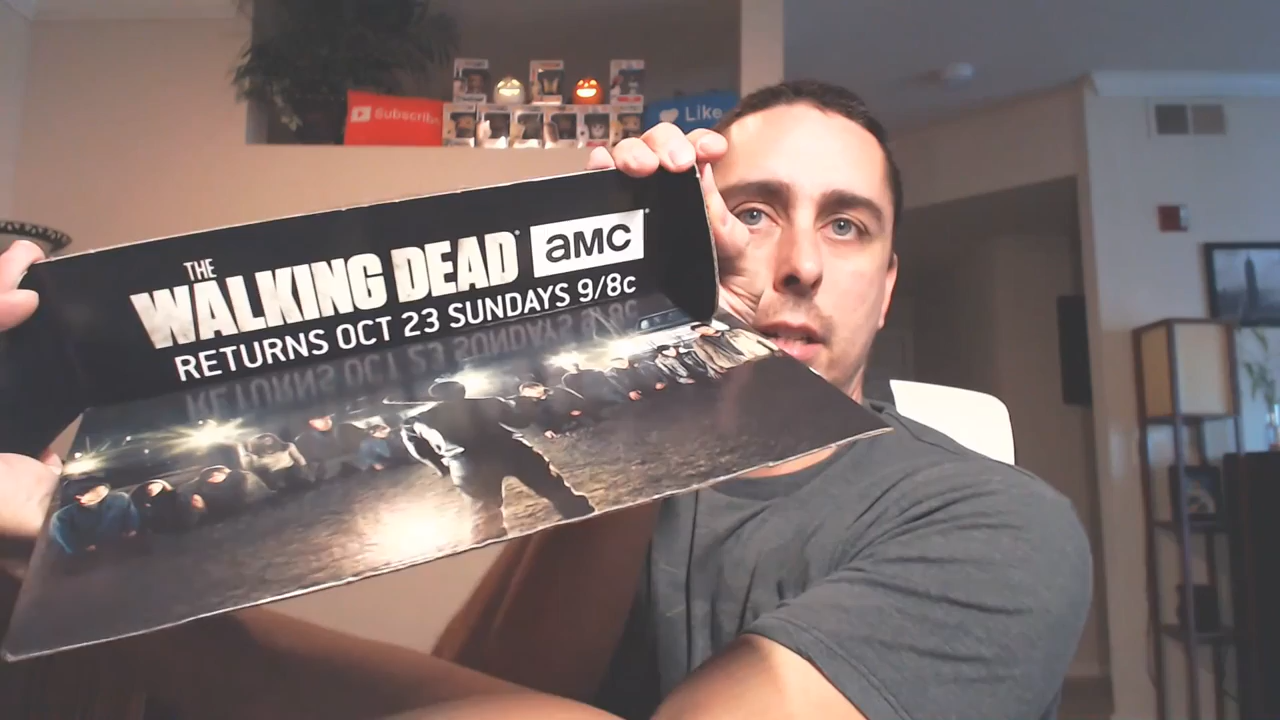 Subscribe
Like
THE
WALKING DEAD
aMC
RETURNS OCT 23 SUNDAYS 9/8c